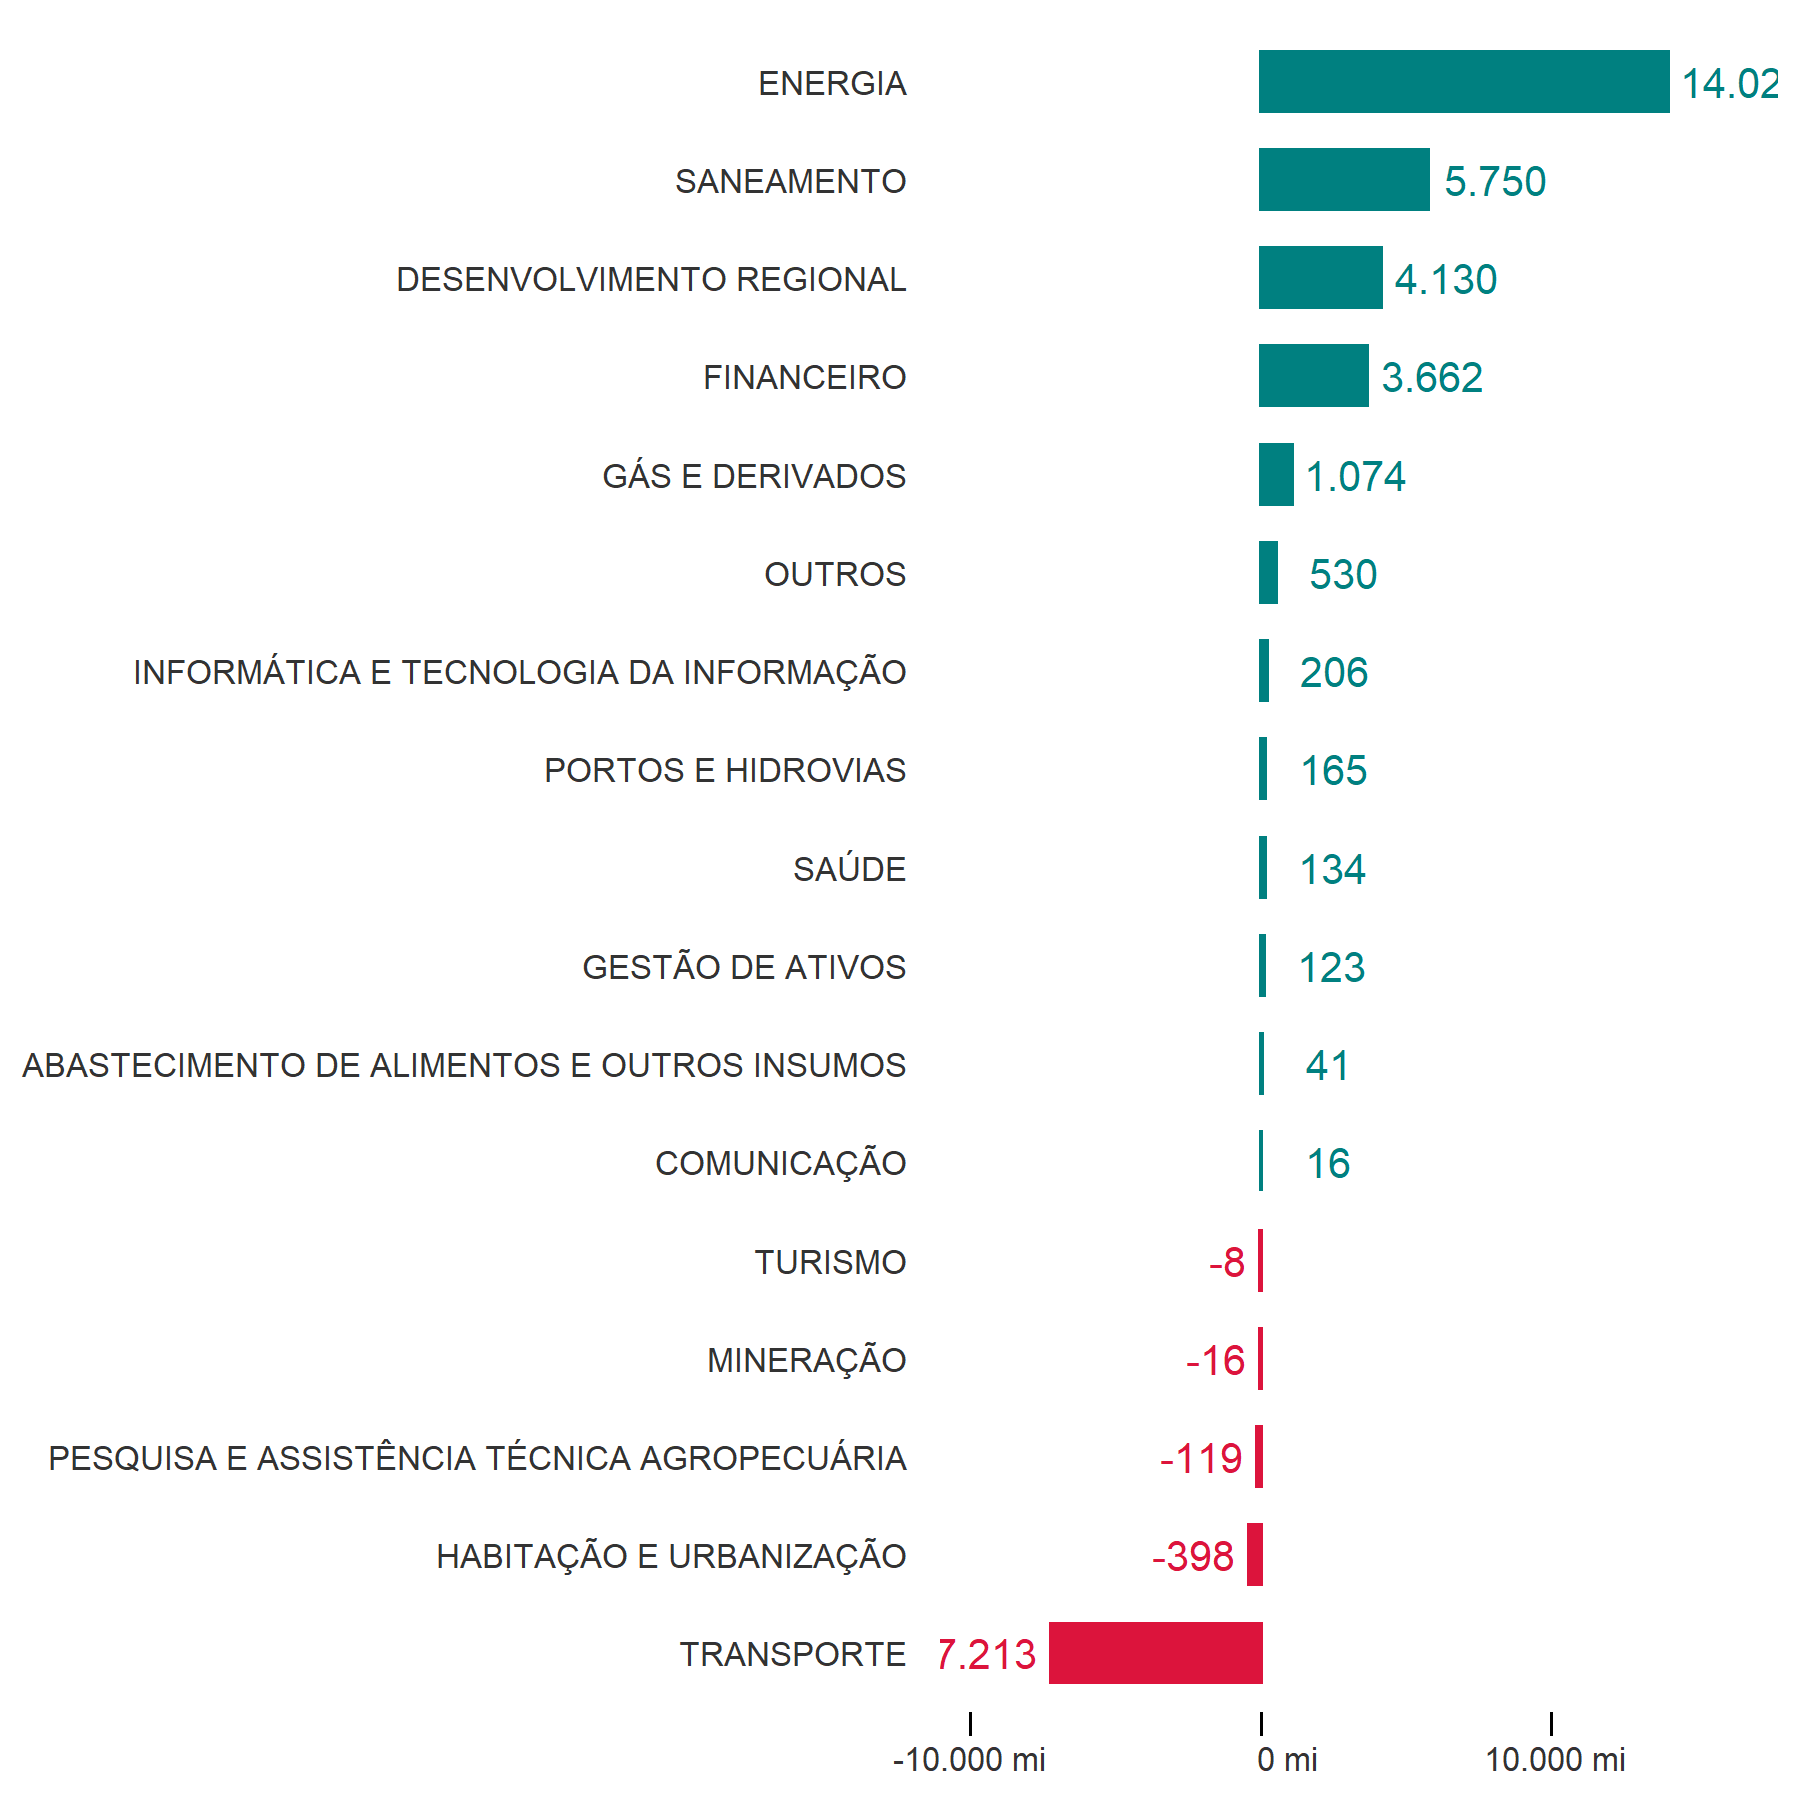 ENERGIA 14.02
SANEAMENTO 5.750
DESENVOLVIMENTO REGIONAL 4.130
FINANCEIRO 3.662
GÁS E DERIVADOS 1.074
OUTROS 530
INFORMÁTICA E TECNOLOGIA DA INFORMAÇÃO 206
PORTOS E HIDROVIAS 165
SAÚDE 134
GESTÃO DE ATIVOS 123
ABASTECIMENTO DE ALIMENTOS E OUTROS INSUMOS 41
COMUNICAÇÃO 16
TURISMO -8
MINERAÇÃO -16
PESQUISA E ASSISTÊNCIA TÉCNICA AGROPECUÁRIA -119
HABITAÇÃO E URBANIZAÇÃO -398
TRANSPORTE 7.213
-10.000 mi 0 mi 10.000 mi